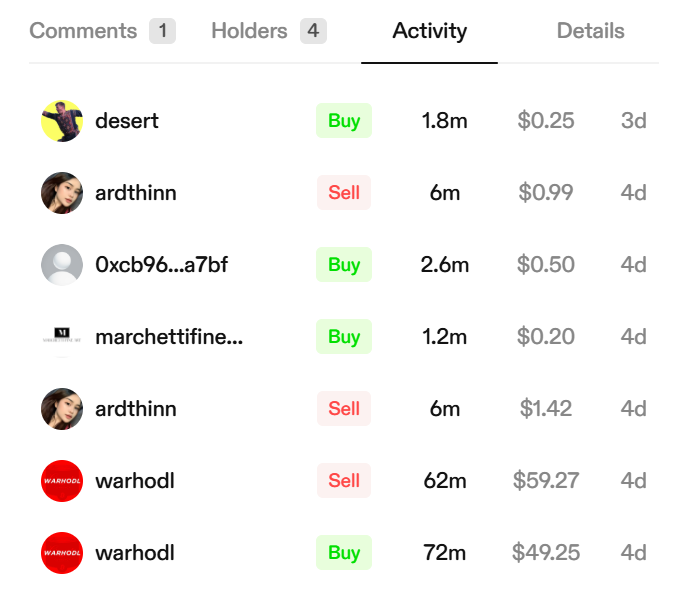 Comments 1 Holders 4 Activity Details
desert Buy 1.8m $0.25 3d
ardthinn Sell 6m $0.99 4d
0xcb96...a7bf Buy 2.6m $0.50 4d
M
marchettifine... Buy 1.2m $0.20 4d
ardthinn Sell 6m $1.42 4d
WARHODL warhodl Sell 62m $59.27 4d
WARHODL warhodl Buy 72m $49.25 4d